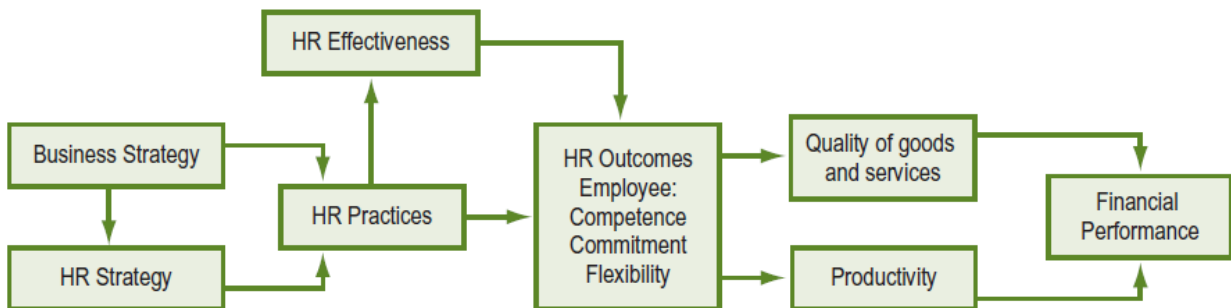 HR Effectiveness
Business Strategy
HR Strategy
HR Practices
HR Outcomes
Employee:
Competence
Commitment
Flexibility
Quality of goods
and services
Productivity
Financial
Performance